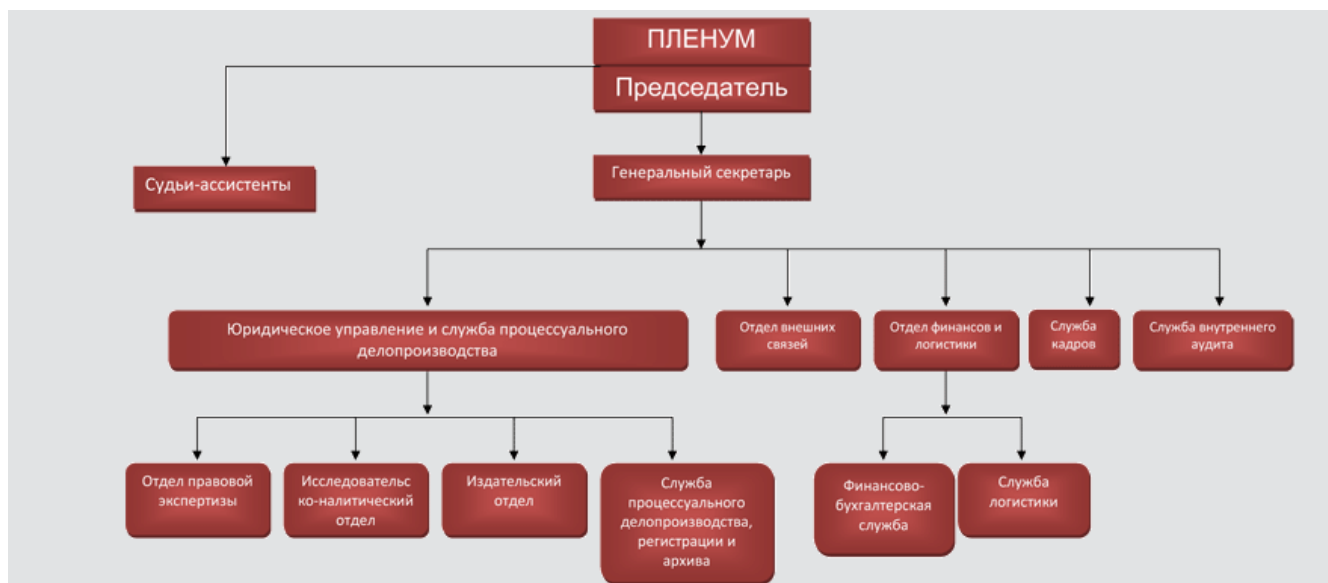 ПЛЕНУМ
Председатель
Судьи-ассистенты
Генеральный секретарь
Юридическое управление и служба процессуального
делопроизводства
Отдел внешних
связей
Отдел финансов и
логистики
Служба
кадров
Служба внутреннего
аудита
Отдел правовой
экспертизы
Исследовательс
ко-налитический
отдел
Издательский
отдел
Служба
процессуального
делопроизводства,
регистрации и
архива
Финансово-
бухгалтерская
служба
Служба
логистики